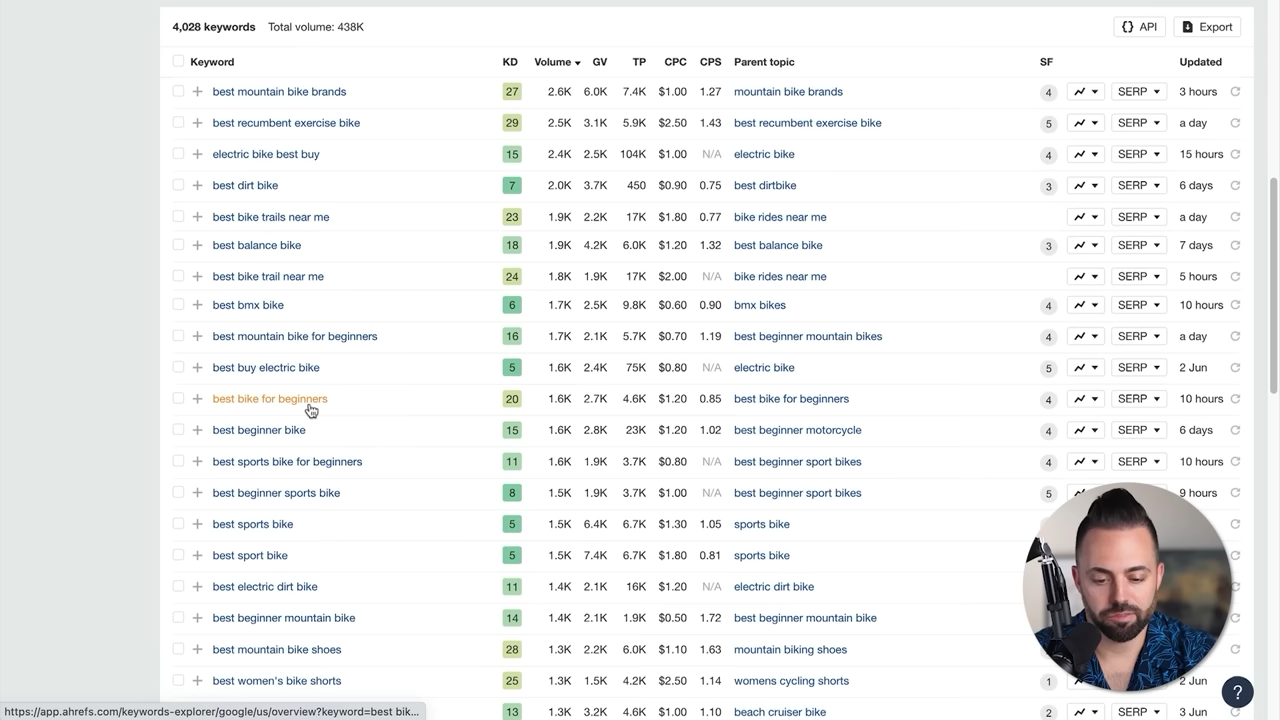 4,028 keywords Total volume: 438K API Export
Keyword KD Volume GV TP CPC CPS Parent topic SF Updated
best mountain bike brands 27 2.6K 6.0K 7.4K $1.00 1.27 mountain bike brands 4 SERP 3 hours
best recumbent exercise bike 29 2.5K 3.1K 5.9K $2.50 1.43 best recumbent exercise bike 5 SERP a day
electric bike best buy 15 2.4K 2.5K 104K $1.00 N/A electric bike 4 SERP 15 hours
best dirt bike 7 2.0K 3.7K 450 $0.90 0.75 best dirtbike 3 SERP 6 days
best bike trails near me 23 1.9K 2.2K 17K $1.80 0.77 bike rides near me SERP a day
best balance bike 18 1.9K 4.2K 6.0K $1.20 1.32 best balance bike 3 SERP 7 days
best bike trail near me 24 1.8K 1.9K 17K $2.00 N/A bike rides near me SERP 5 hours
best bmx bike 6 1.7K 2.5K 9.8K $0.60 0.90 bmx bikes 4 SERP 10 hours
best mountain bike for beginners 16 1.7K 2.1K 5.7K $0.70 1.19 best beginner mountain bikes 4 SERP a day
best buy electric bike 5 1.6K 2.4K 75K $0.80 N/A electric bike 5 SERP 2 Jun
best bike for beginners 20 1.6K 2.7K 4.6K $1.20 0.85 best bike for beginners 4 SERP 10 hours
best beginner bike 15 1.6K 2.8K 23K $1.20 1.02 best beginner motorcycle 4 SERP 6 days
best sports bike for beginners 11 1.6K 1.9K 3.7K $0.80 N/A best beginner sport bikes 4 SERP 10 hours
best beginner sports bike 8 1.5K 1.9K 3.7K $1.00 N/A best beginner sport bikes 5 9 hours
best sports bike 5 1.5K 6.4K 6.7K $1.30 1.05 sports bike
best sport bike 5 1.5K 7.4K 6.7K $1.80 0.81 sports bike
best electric dirt bike 11 1.4K 2.1K 16K $1.20 N/A electric dirt bike
best beginner mountain bike 14 1.4K 2.1K 1.9K $0.50 1.72 best beginner mountain bike
best mountain bike shoes 28 1.3K 2.2K 6.0K $1.10 1.63 mountain biking shoes
best women's bike shorts 25 1.3K 1.5K 4.2K $2.50 1.14 womens cycling shorts 1 2 Jun
13 1.3K 3.2K 4.6K $1.00 1.10 beach cruiser bike 2 SERP 3 Jun
https://app.ahrefs.com/keywords-explorer/google/us/overview?keyword=best bik...
?